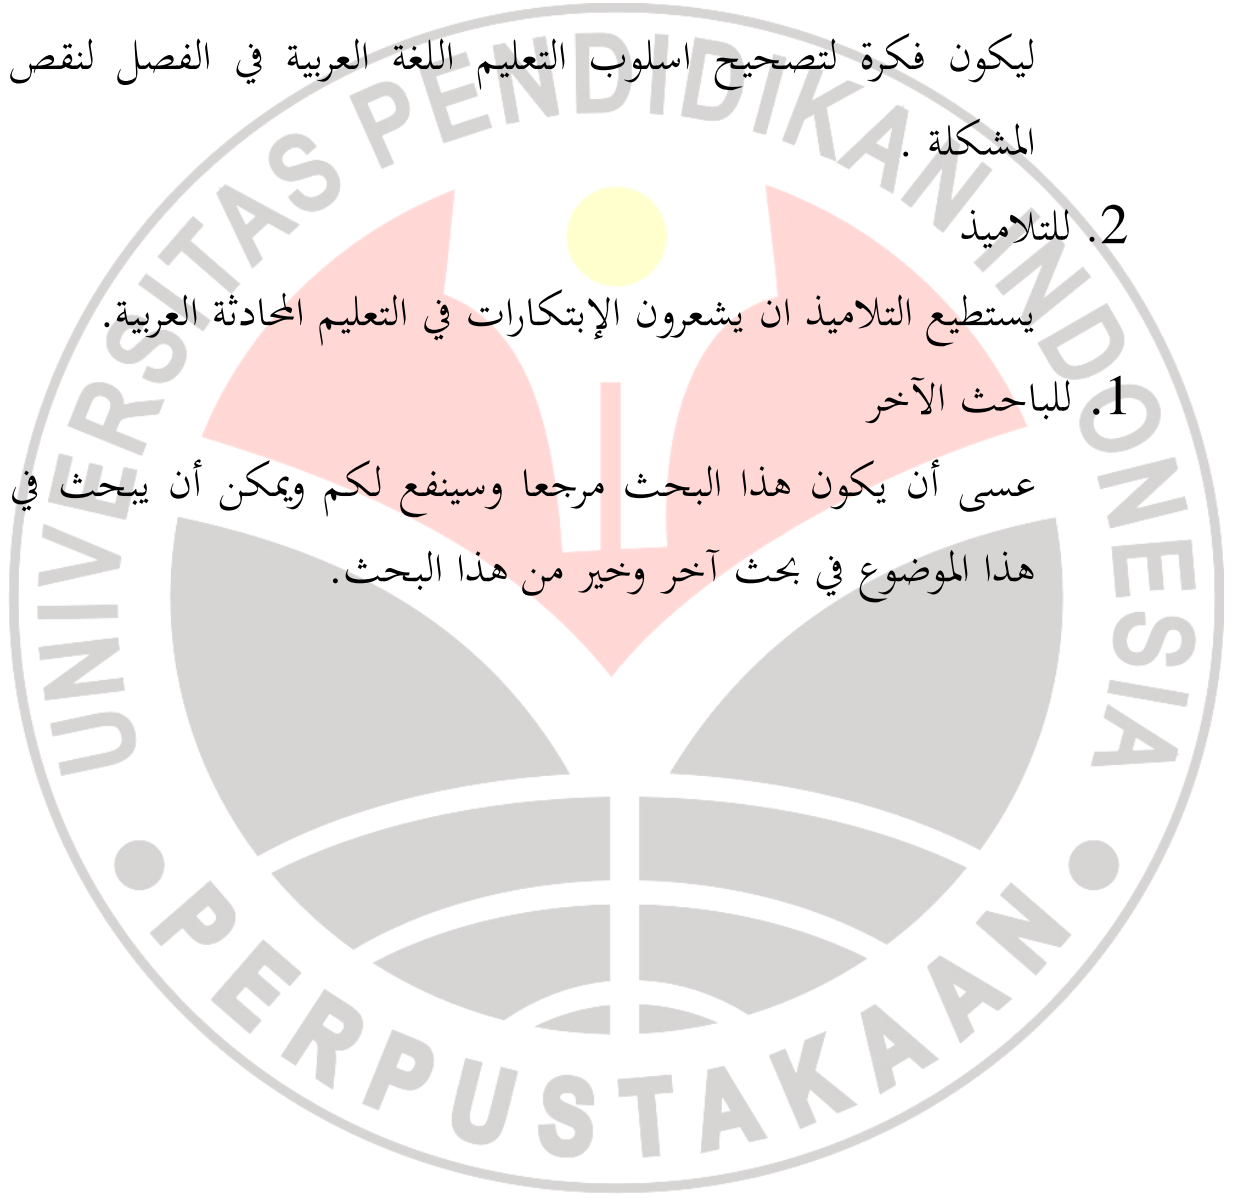 ليكون فكرة لتصحيح اسلوب التعليم اللغة العربية في الفصل لنقص
المشكلة .
2. للتلاميذ
يستطيع التلاميذ ان يشعرون الإبتكارات في التعليم المحادثة العربية.
1. للباحث الآخر
عسى أن يكون هذا البحث مرجعا وسينفع لكم ويمكن أن يبحث في
هذا الموضوع في بحث آخر وخير من هذا البحث.
UNIVERSITAS PENDIDIKAN INDONESIA
PERPUSTAKAAN